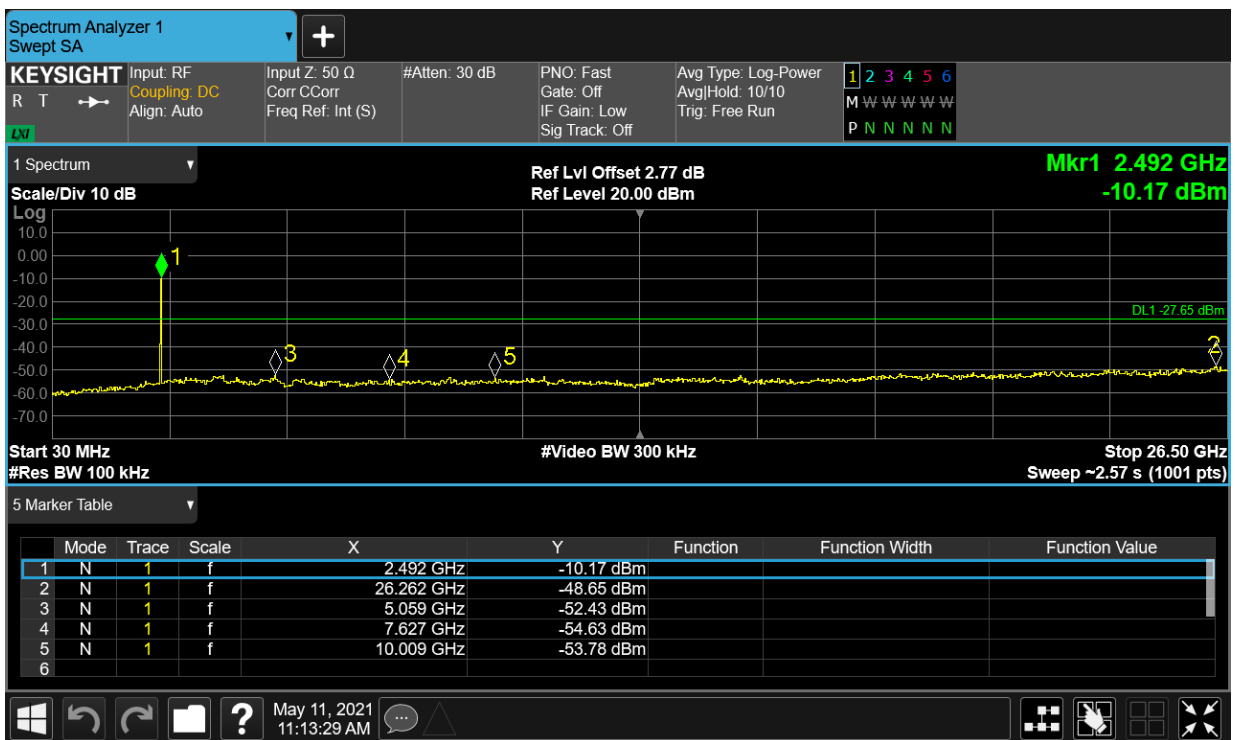 Spectrum Analyzer 1
Swept SA
+
KEYSIGHT
R T
LXI
Input: RF
Coupling: DC
Align: Auto
Input Z: 50 Ω
Corr CCorr
Freq Ref: Int (S)
#Atten: 30 dB
PNO: Fast
Gate: Off
IF Gain: Low
Sig Track: Off
Avg Type: Log-Power
Avg|Hold: 10/10
Trig: Free Run
1 2 3 4 5 6
M W W W W W
P N N N N N
1 Spectrum
Scale/Div 10 dB
Ref Lvl Offset 2.77 dB
Ref Level 20.00 dBm
Mkr1 2.492 GHz
-10.17 dBm
Log
10.0
0.00
-10.0
-20.0
-30.0
-40.0
-50.0
-60.0
-70.0
1
3
4
5
2
DL1 -27.65 dBm
Start 30 MHz
#Video BW 300 kHz
Stop 26.50 GHz
#Res BW 100 kHz
Sweep ~2.57 s (1001 pts)
5 Marker Table
Mode Trace Scale X Y Function Function Width Function Value
1 N 1 f 2.492 GHz -10.17 dBm
2 N 1 f 26.262 GHz -48.65 dBm
3 N 1 f 5.059 GHz -52.43 dBm
4 N 1 f 7.627 GHz -54.63 dBm
5 N 1 f 10.009 GHz -53.78 dBm
6
?
May 11, 2021
11:13:29 AM